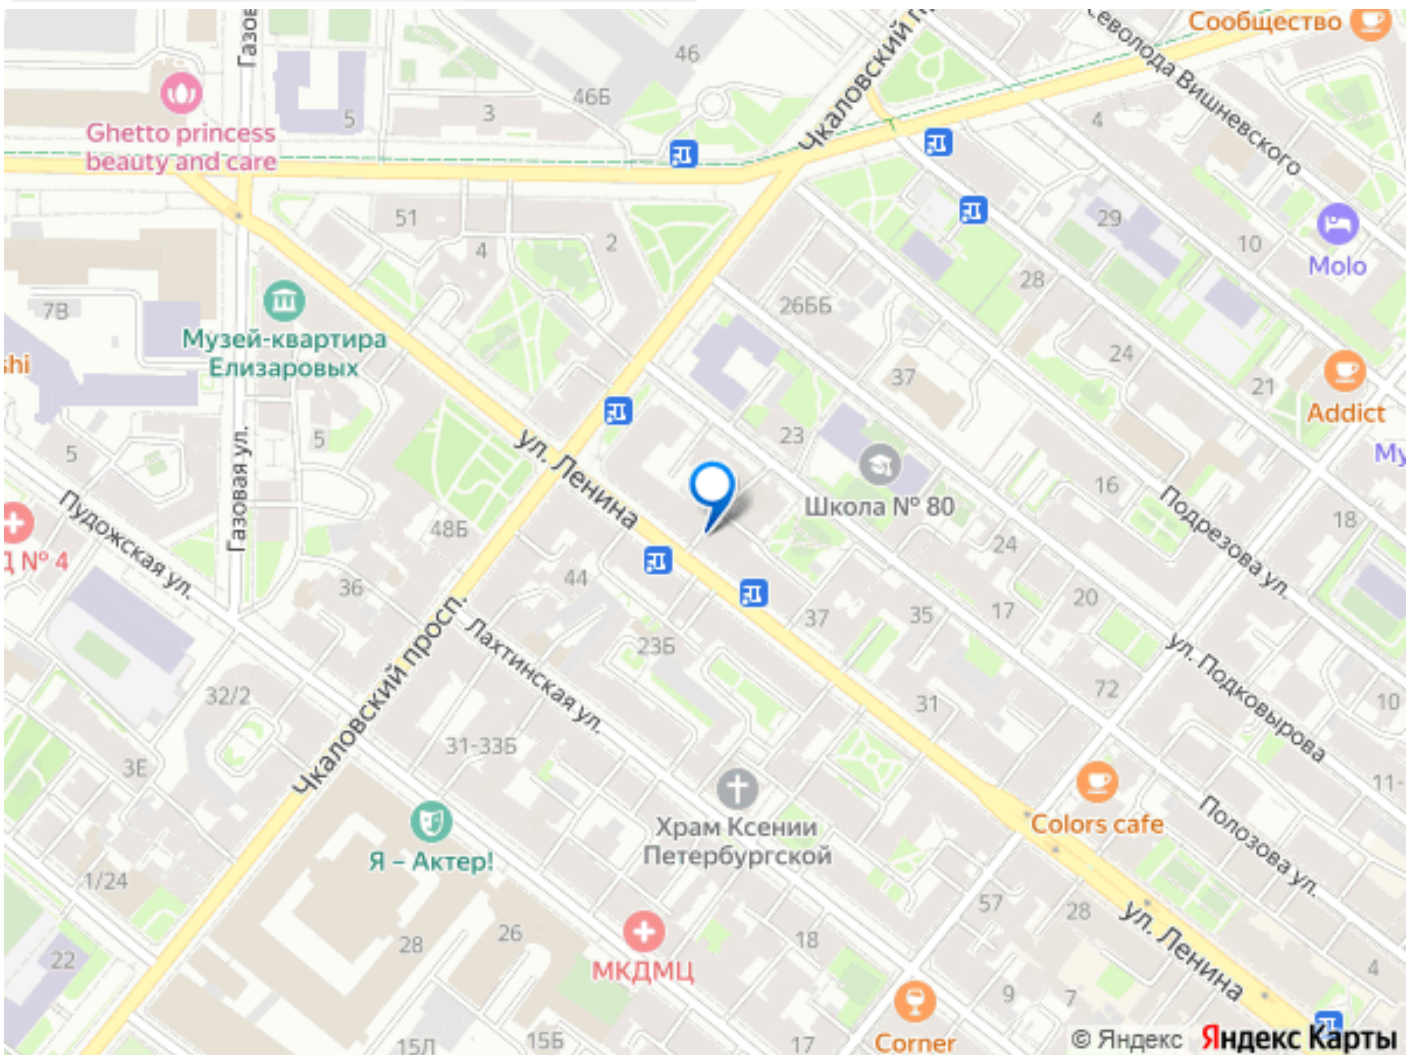 Сообщество
Газо
46
Чкаловский п
Всеволода Вишневского
46Б
3
5
4
Ghetto princess
beauty and care
51
2
4
29
10
28
Molo
7В
26ББ
Музей-квартира
Елизаровых
24
shi
37
21
Addict
5
5
23
Му
Газовая ул.
ул. Ленина
16
Школа № 80
Подрезова ул.
18
Пудожская ул.
48Б
24
Д № 4
44
36
20
17
35
37
Чкаловский просп.
Лахтинская ул.
23Б
ул. Подковырова
72
32/2
10
31
31-33Б
3Е
11-
Colors cafe
Полозова ул.
Храм Ксении
Петербургской
Я – Актер!
1/24
57
28
ул. Ленина
26
18
28
22
МКДМЦ
4
9
7
15Л
15Б
17
Corner
© Яндекс Яндекс Карты